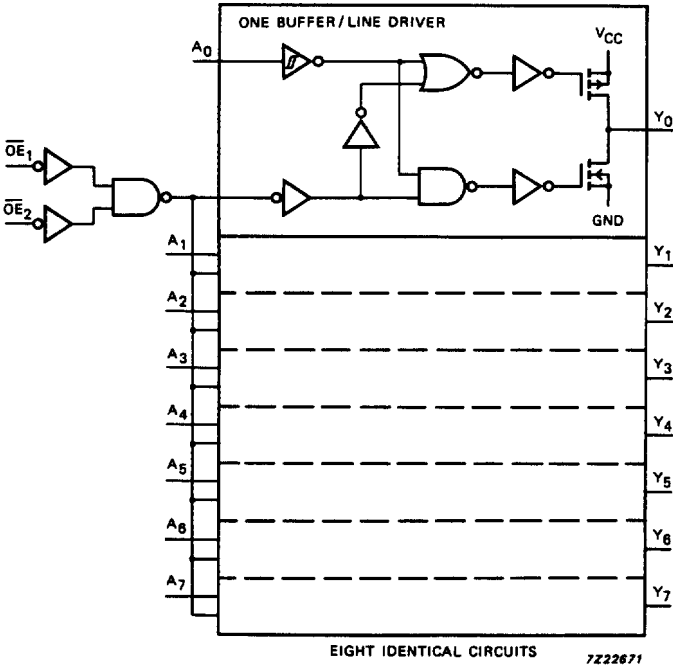 ONE BUFFER/LINE DRIVER
A0
VCC
Y0
OE1
OE2
GND
A1
Y1
A2
Y2
A3
Y3
A4
Y4
A5
Y5
A6
Y6
A7
Y7
EIGHT IDENTICAL CIRCUITS
7Z22671